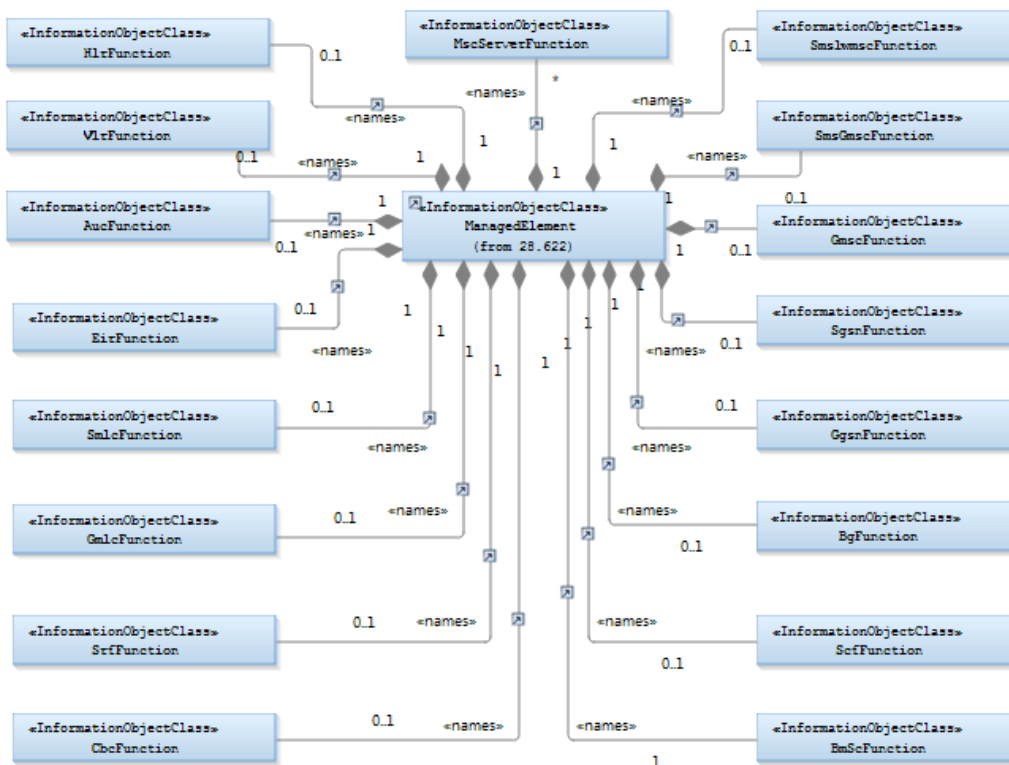 «InformationObjectClass»
HlrFunction
0..1
«names»
1
«InformationObjectClass»
MscServerFunction
*
«names»
1
«InformationObjectClass»
SmsIwmscFunction
0..1
«names»
1
«InformationObjectClass»
VlrFunction
0..1
«names»
1
«InformationObjectClass»
SmsGmscFunction
«names»
0..1
1
«InformationObjectClass»
AucFunction
0..1
«names»
1
«InformationObjectClass»
ManagedElement
(from 28.622)
«InformationObjectClass»
GmscFunction
0..1
1
«InformationObjectClass»
EirFunction
0..1
«names»
1
«InformationObjectClass»
SgsnFunction
0..1
«names»
1
«InformationObjectClass»
SmlcFunction
0..1
«names»
1
«InformationObjectClass»
GgsnFunction
0..1
«names»
1
«InformationObjectClass»
GmlcFunction
0..1
«names»
1
«InformationObjectClass»
BgFunction
0..1
«names»
1
«InformationObjectClass»
SrfFunction
0..1
«names»
1
«InformationObjectClass»
ScfFunction
0..1
1
«InformationObjectClass»
CbcFunction
0..1
«names»
1
«InformationObjectClass»
BmScFunction
«names»
1
1